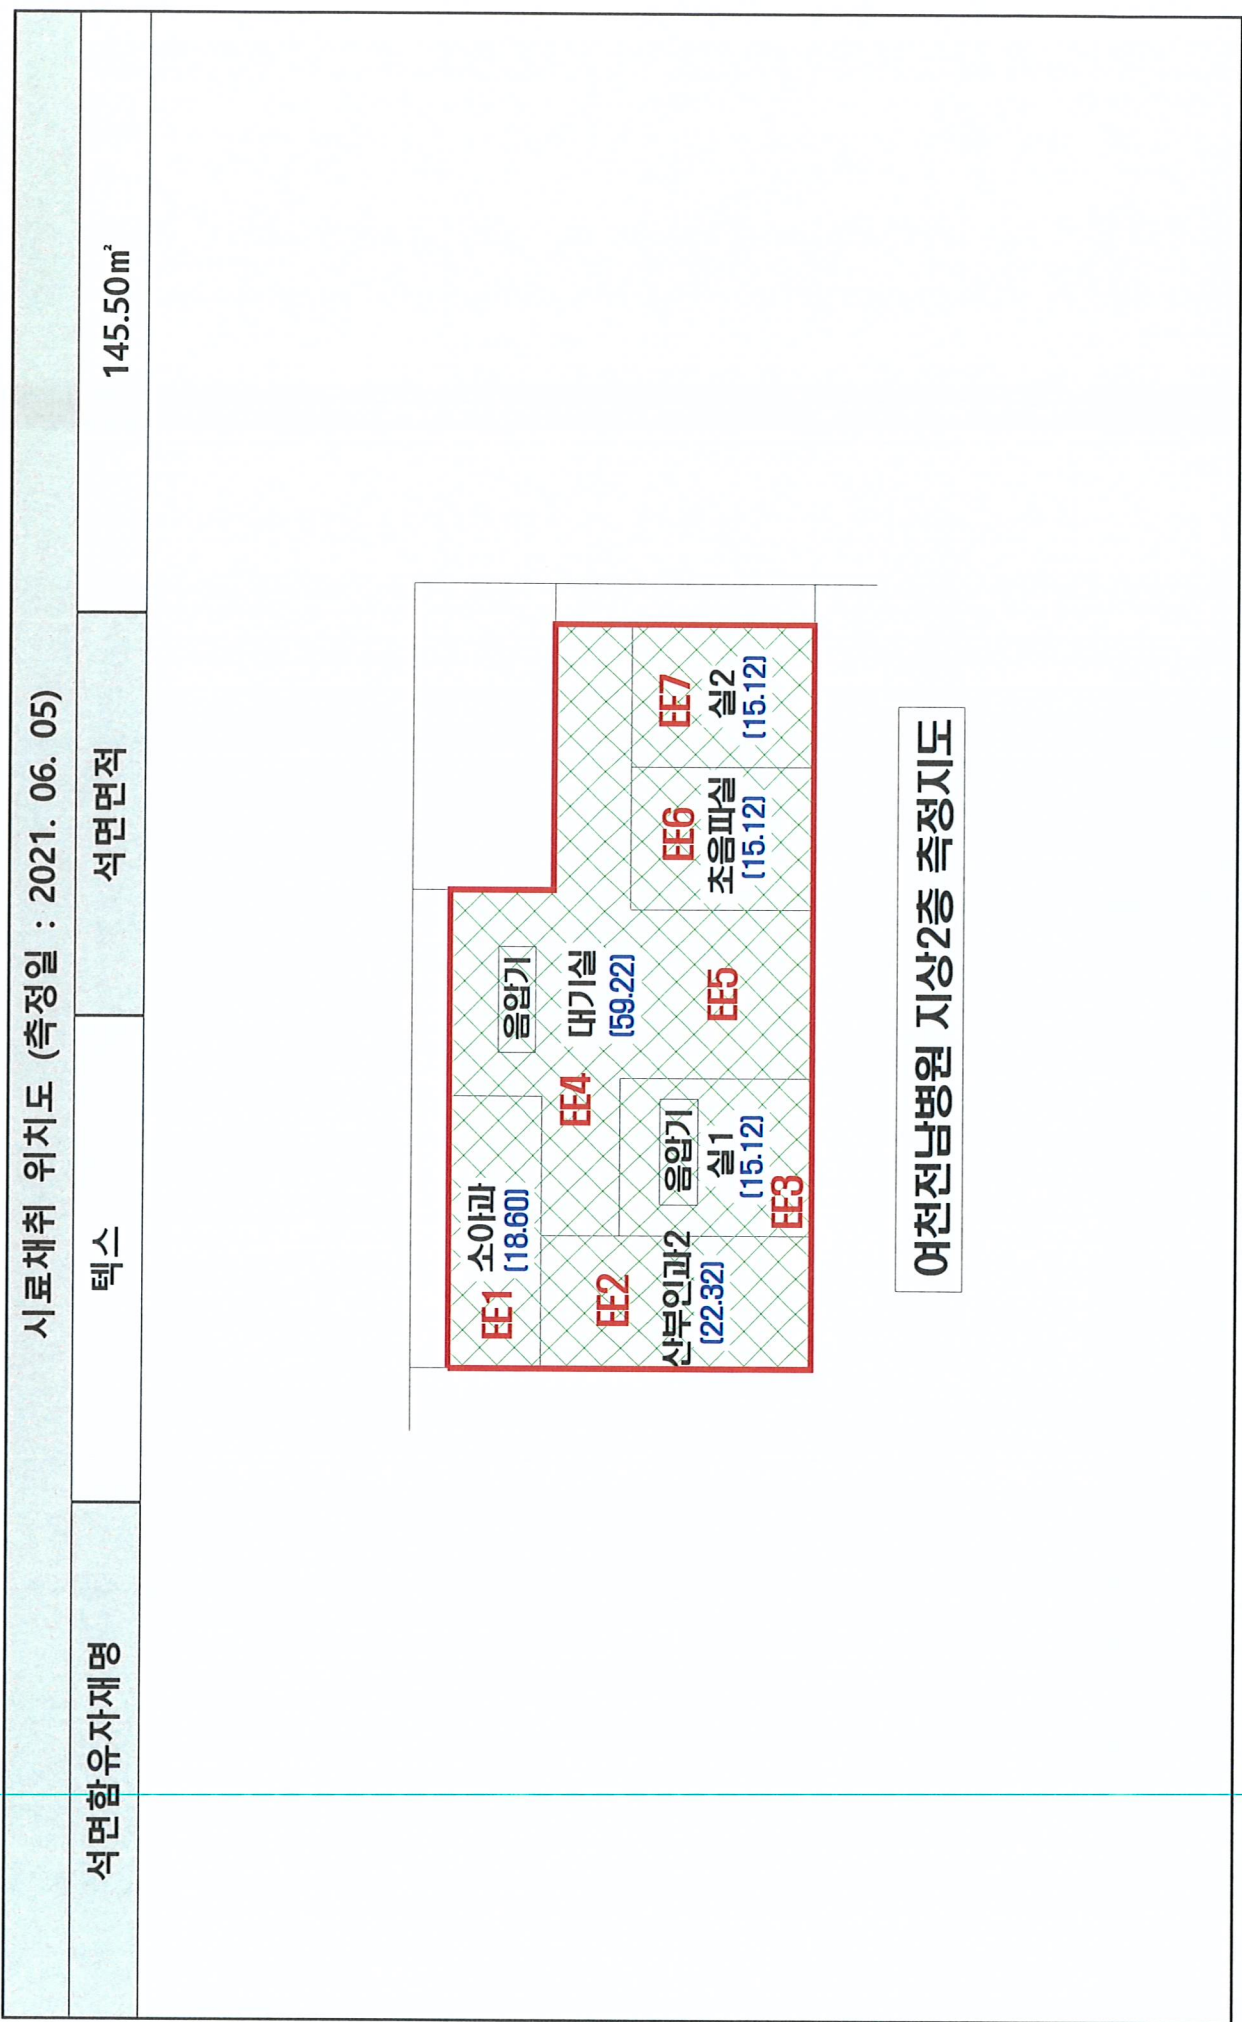 시료채취 위치도 (측정일 : 2021. 06. 05)
석면함유자재명
텍스
석면면적
145.50㎡
EE1
소아과
[18.60]
EE2
산부인과2
[22.32]
음압기
실1
[15.12]
EE3
EE4
음압기
대기실
[59.22]
EE5
EE6
초음파실
[15.12]
EE7
실2
[15.12]
여천전남병원 지상2층 측정지도